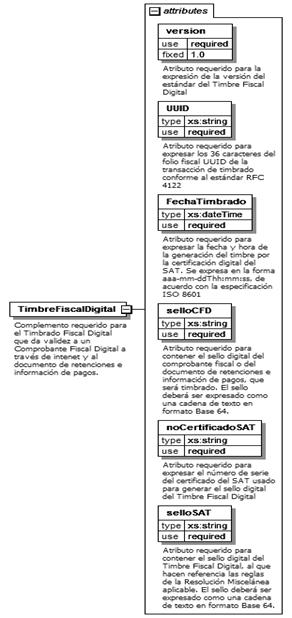 attributes
version
use required
fixed 1.0
Atributo requerido para la
expresión de la versión del
estándar del Timbre Fiscal
Digital
UUID
type xs:string
use required
Atributo requerido para
expresar los 36 caracteres del
folio fiscal UUID de la
transacción de timbrado
conforme al estándar RFC
4122
FechaTimbrado
type xs:dateTime
use required
Atributo requerido para
expresar la fecha y hora de
la generación del timbre por
la certificación digital del
SAT. Se expresa en la forma
aaa-mm-ddThh:mm:ss, de
acuerdo con la especificación
ISO 8601
TimbreFiscalDigital
Complemento requerido para
el Timbrado Fiscal Digital
que da validez a un
Comprobante Fiscal Digital a
través de intenet y al
documento de retenciones e
información de pagos.
selloCFD
type xs:string
use required
Atributo requerido para
contener el sello digital del
comprobante fiscal o del
documento de retenciones e
información de pagos, que
será timbrado. El sello
deberá ser expresado como
una cadena de texto en
formato Base 64.
noCertificadoSAT
type xs:string
use required
Atributo requerido para
expresar el número de serie
del certificado del SAT usado
para generar el sello digital
del Timbre Fiscal Digital
selloSAT
type xs:string
use required
Atributo requerido para
contener el sello digital del
Timbre Fiscal Digital, al que
hacen referencia las reglas
de la Resolución Miscelánea
aplicable. El sello deberá ser
expresado como una cadena
de texto en formato Base 64.